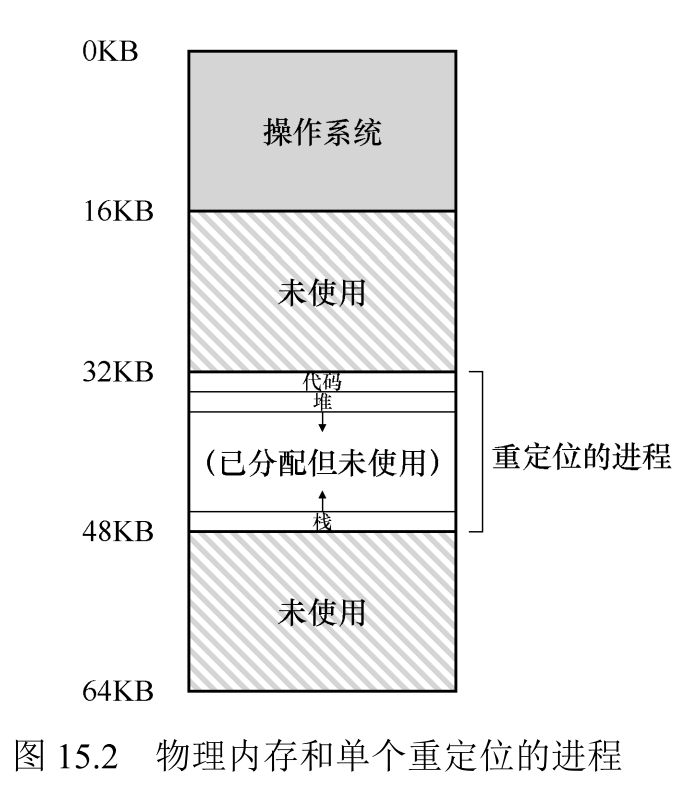 0KB
操作系统
16KB
未使用
32KB
代码
堆
(已分配但未使用)
重定位的进程
栈
48KB
未使用
64KB
图 15.2 物理内存和单个重定位的进程